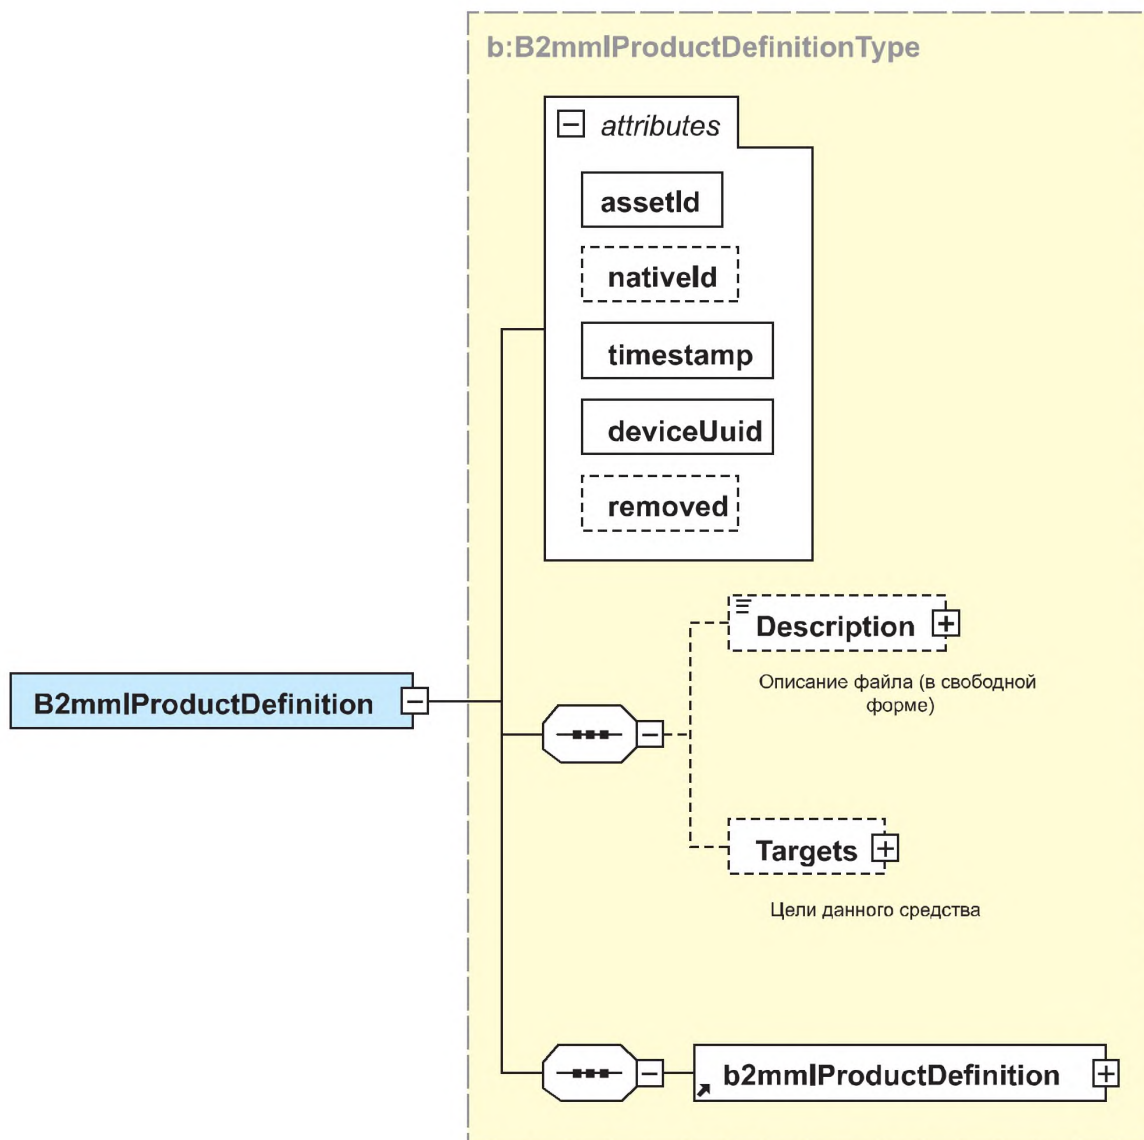 b:B2mmlProductDefinitionType
attributes
assetId
nativeId
timestamp
deviceUuid
removed
Description
Описание файла (в свободной
форме)
B2mmlProductDefinition
Targets
Цели данного средства
b2mmlProductDefinition